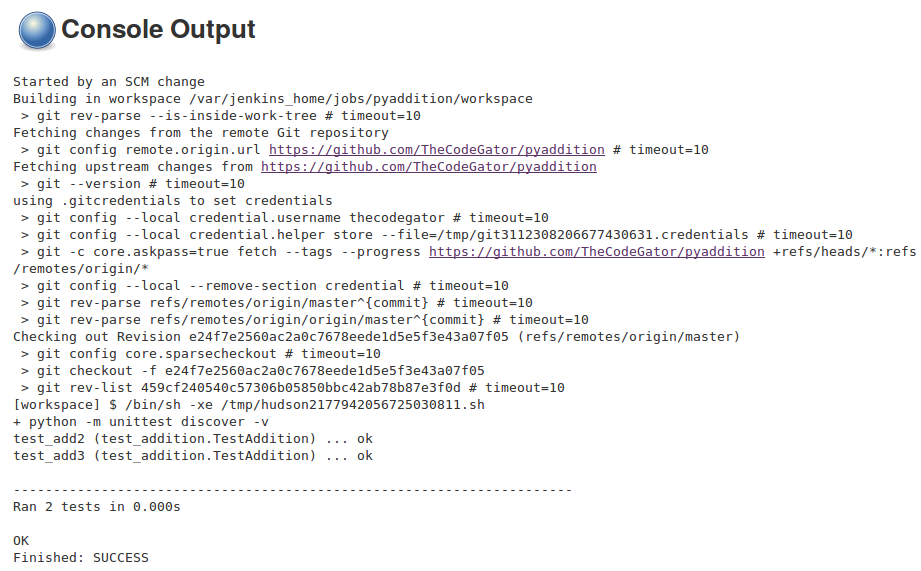 Console Output
Started by an SCM change
Building in workspace /var/jenkins_home/jobs/pyaddition/workspace
 > git rev-parse --is-inside-work-tree # timeout=10
Fetching changes from the remote Git repository
 > git config remote.origin.url https://github.com/TheCodeGator/pyaddition # timeout=10
Fetching upstream changes from https://github.com/TheCodeGator/pyaddition
 > git --version # timeout=10
using .gitcredentials to set credentials
 > git config --local credential.username thecodegator # timeout=10
 > git config --local credential.helper store --file=/tmp/git3112308206677430631.credentials # timeout=10
 > git -c core.askpass=true fetch --tags --progress https://github.com/TheCodeGator/pyaddition +refs/heads/*:refs
/remotes/origin/*
 > git config --local --remove-section credential # timeout=10
 > git rev-parse refs/remotes/origin/master^{commit} # timeout=10
 > git rev-parse refs/remotes/origin/origin/master^{commit} # timeout=10
Checking out Revision e24f7e2560ac2a0c7678eede1d5e5f3e43a07f05 (refs/remotes/origin/master)
 > git config core.sparsecheckout # timeout=10
 > git checkout -f e24f7e2560ac2a0c7678eede1d5e5f3e43a07f05
 > git rev-list 459cf240540c57306b05850bbc42ab78b87e3f0d # timeout=10
[workspace] $ /bin/sh -xe /tmp/hudson2177942056725030811.sh
+ python -m unittest discover -v
test_add2 (test_addition.TestAddition) ... ok
test_add3 (test_addition.TestAddition) ... ok
----------------------------------------------------------------------
Ran 2 tests in 0.000s
OK
Finished: SUCCESS